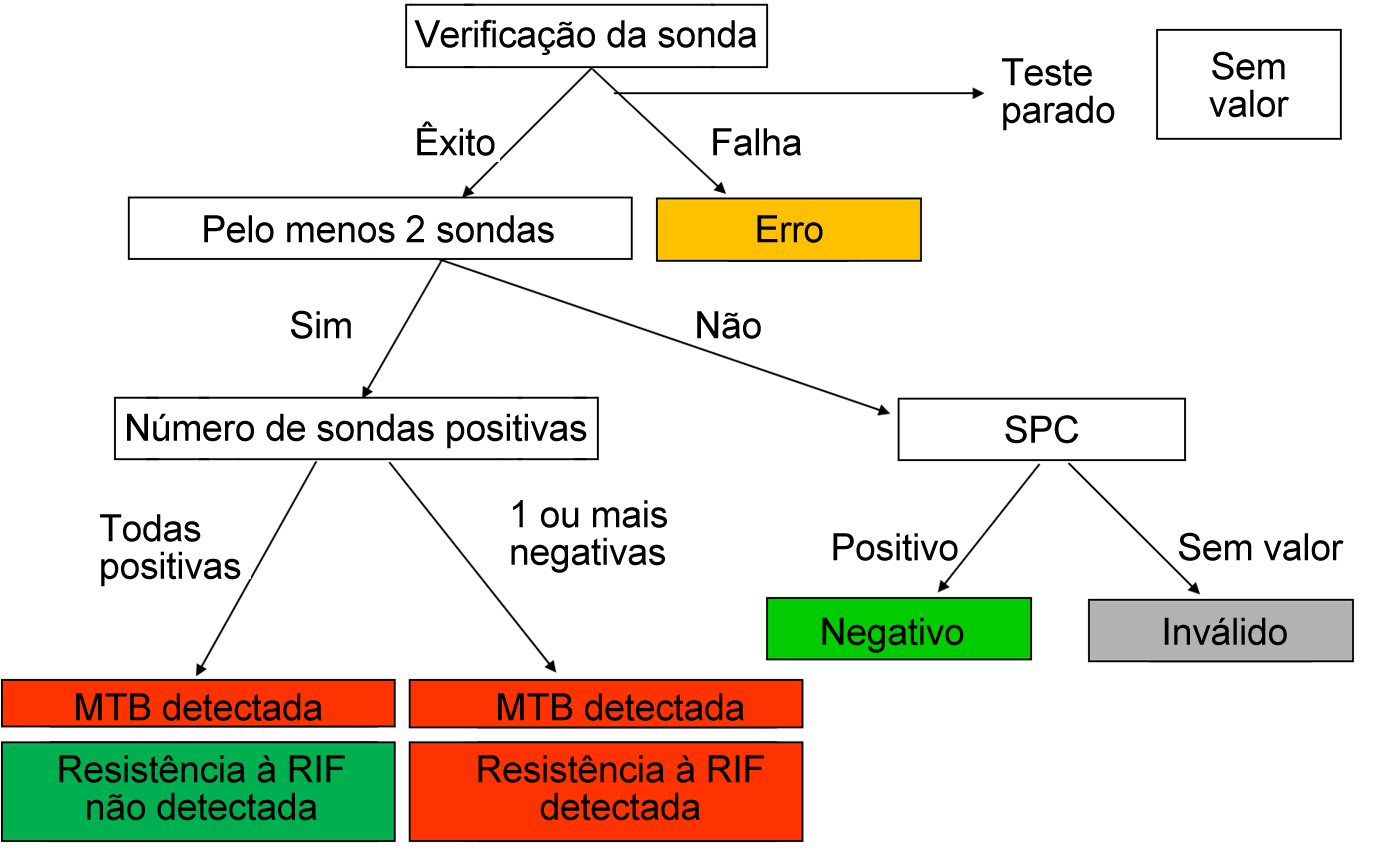 Verificação da sonda
Teste
parado
Sem
valor
Êxito
Falha
Pelo menos 2 sondas
Erro
Sim
Não
Número de sondas positivas
SPC
Todas
positivas
1 ou mais
negativas
Positivo
Sem valor
Negativo
Inválido
MTB detectada
MTB detectada
Resistência à RIF
não detectada
Resistência à RIF
detectada